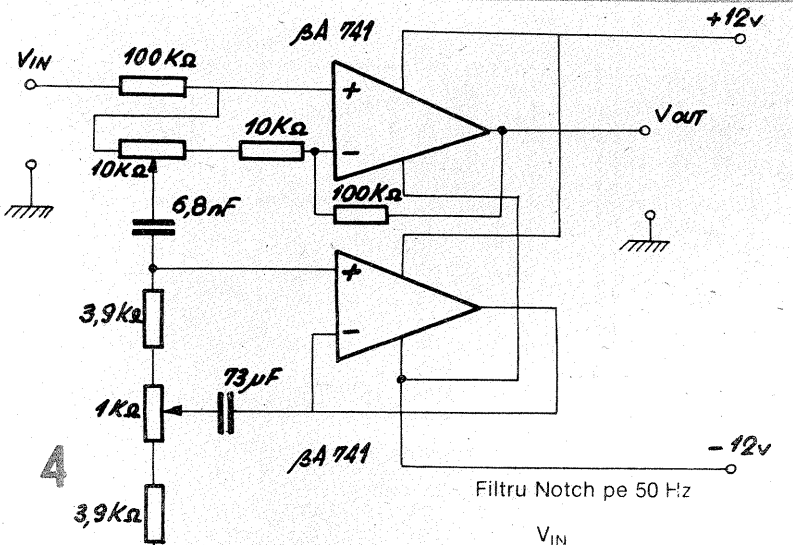 βA 741
+12v
VIN
100KΩ
+
VOUT
10KΩ
10KΩ
−
100KΩ
6,8nF
+
3,9KΩ
−
73µF
1KΩ
βA 741
4
-12v
Filtru Notch pe 50 Hz
3,9KΩ
VIN